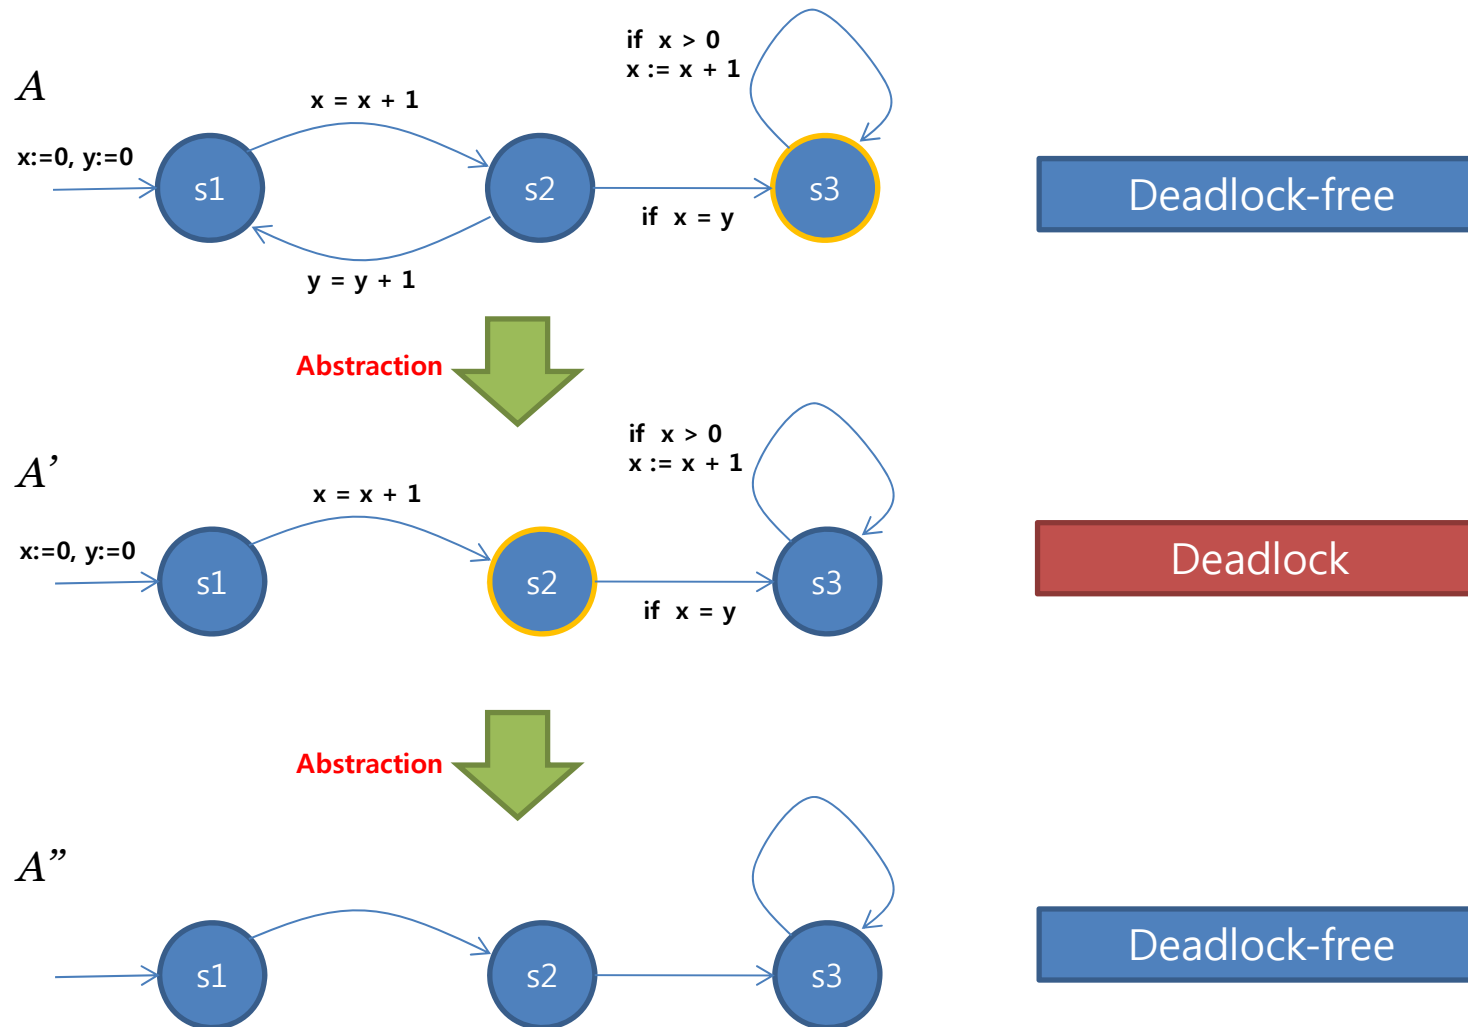 A
x:=0, y:=0
x = x + 1
if x > 0
x := x + 1
s1
s2
s3
if x = y
y = y + 1
Deadlock-free
Abstraction
A’
x:=0, y:=0
x = x + 1
if x > 0
x := x + 1
s1
s2
s3
if x = y
Deadlock
Abstraction
A”
s1
s2
s3
Deadlock-free